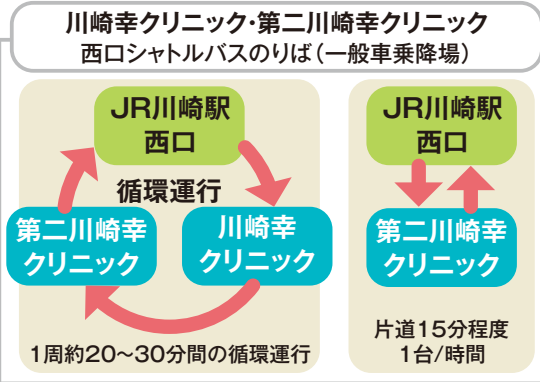 川崎幸クリニック・第二川崎幸クリニック
西口シャトルバスのりば(一般車乗降場)
JR川崎駅
西口
循環運行
第二川崎幸
クリニック
川崎幸
クリニック
1周約20〜30分間の循環運行
JR川崎駅
西口
第二川崎幸
クリニック
片道15分程度
1台/時間